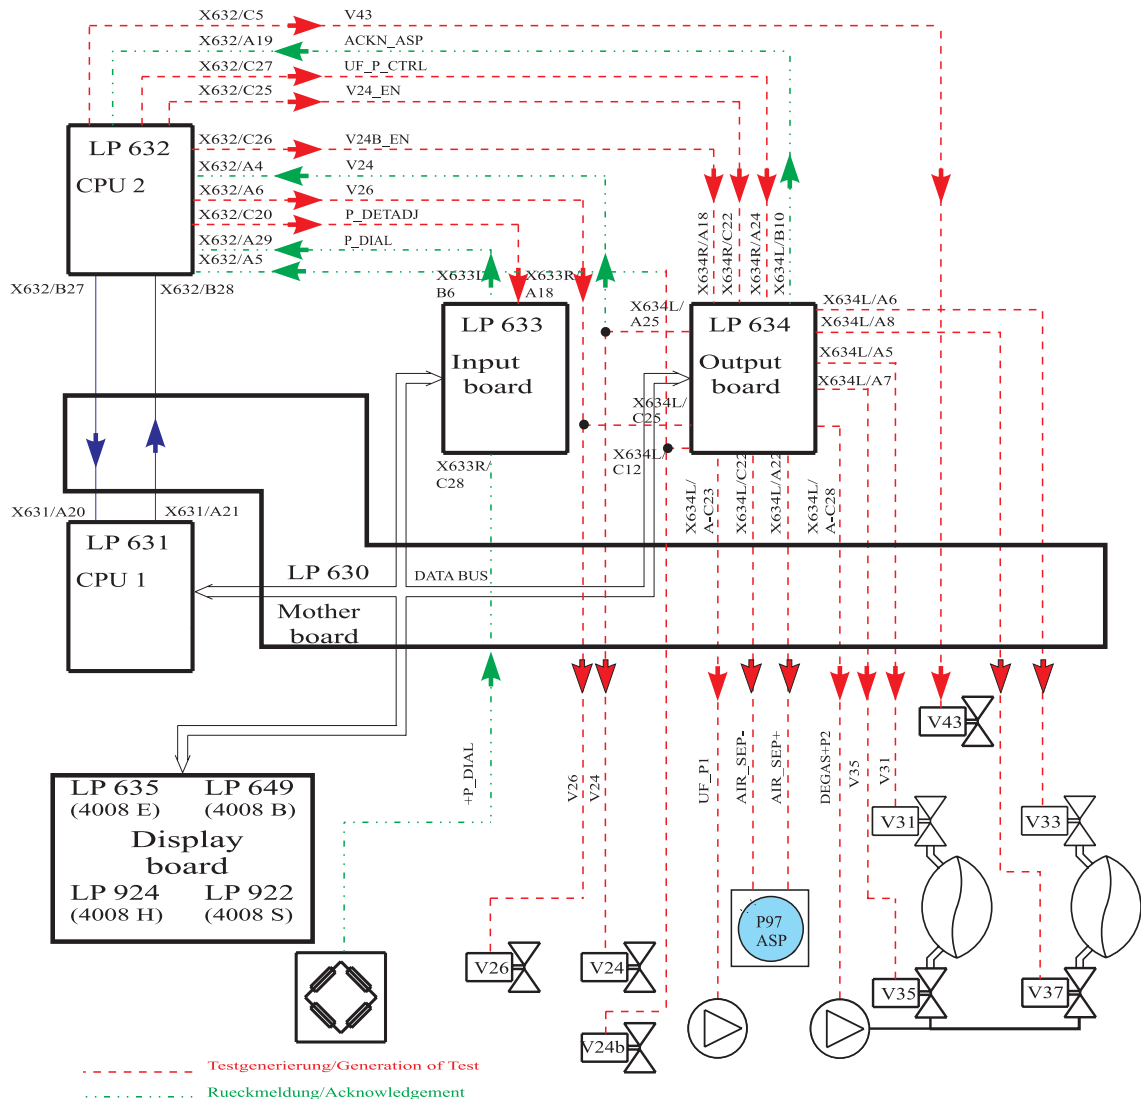 X632/C5 V43
X632/A19 ACKN_ASP
X632/C27 UF_P_CTRL
X632/C25 V24_EN
X632/C26 V24B_EN
X632/A4 V24
X632/A6 V26
X632/C20 P_DETADJ
X632/A29 P_DIAL
X632/A5
LP 632
CPU 2
X632/B27
X632/B28
X633L/
B6
X633R/
A18
X634R/A18
X634R/C22
X634R/A24
X634L/B10
LP 633
Input
board
X634L/
A25
LP 634
Output
board
X634L/A6
X634L/A8
X634L/A5
X634L/A7
X634L/
C25
X634L/
C12
X633R/
C28
X634L/
A-C23
X634L/C22
X634L/A22
X634L/
A-C28
X631/A20
X631/A21
LP 631
CPU 1
LP 630
DATA BUS
Mother
board
+P_DIAL
V26
V24
UF_P1
AIR_SEP-
AIR_SEP+
DEGAS+P2
V35
V31
V43
LP 635
(4008 E)
LP 649
(4008 B)
Display
board
LP 924
(4008 H)
LP 922
(4008 S)
V31
V33
P97
ASP
V26
V24
V35
V37
V24b
Testgenerierung/Generation of Test
Rueckmeldung/Acknowledgement